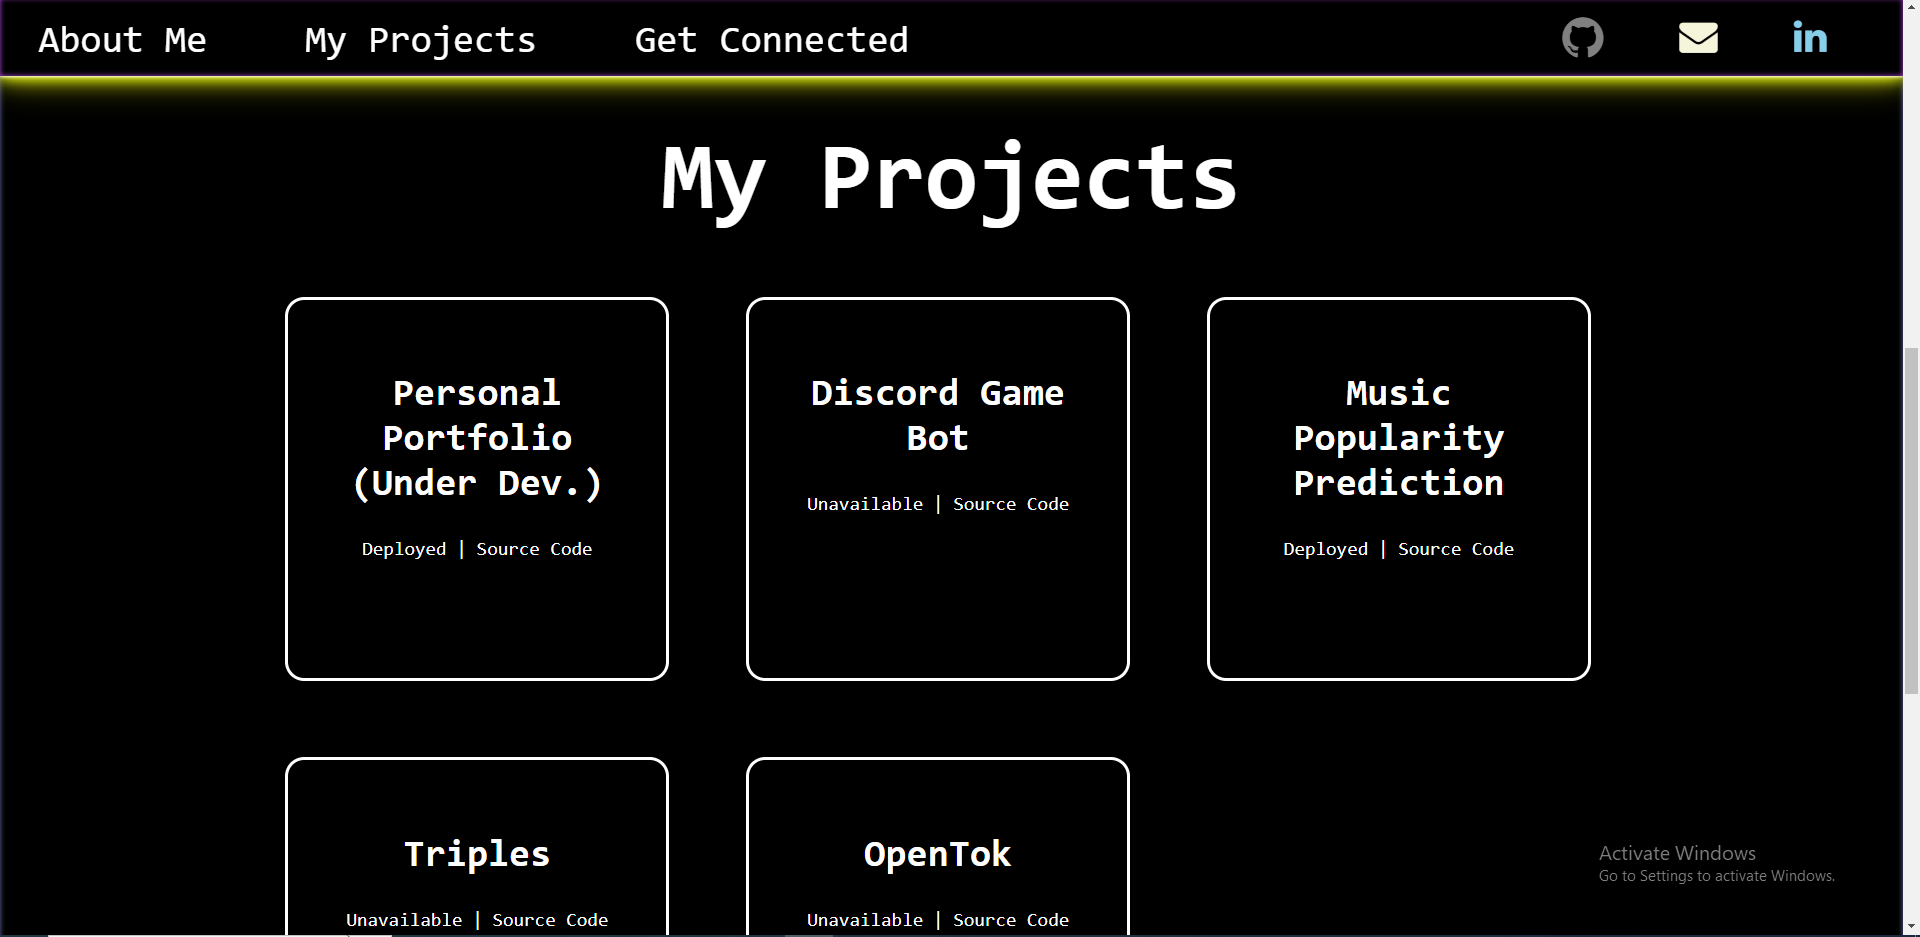 About Me My Projects Get Connected in
My Projects
Personal
Portfolio
(Under Dev.)
Deployed | Source Code
Discord Game
Bot
Unavailable | Source Code
Music
Popularity
Prediction
Deployed | Source Code
Triples
Unavailable | Source Code
OpenTok
Unavailable | Source Code
Activate Windows
Go to Settings to activate Windows.